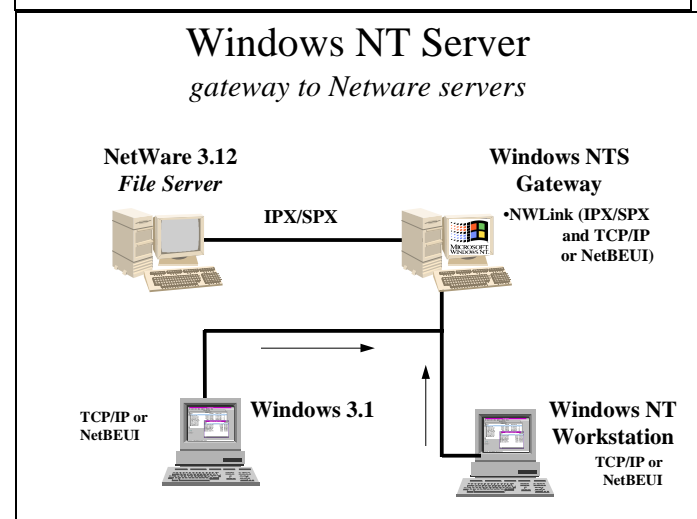 Windows NT Server
gateway to Netware servers
NetWare 3.12
File Server
Windows NTS
Gateway
IPX/SPX
•NWLink (IPX/SPX
and TCP/IP
or NetBEUI)
MICROSOFT
WINDOWS NT
TCP/IP or
NetBEUI
Windows 3.1
Windows NT
Workstation
TCP/IP or
NetBEUI